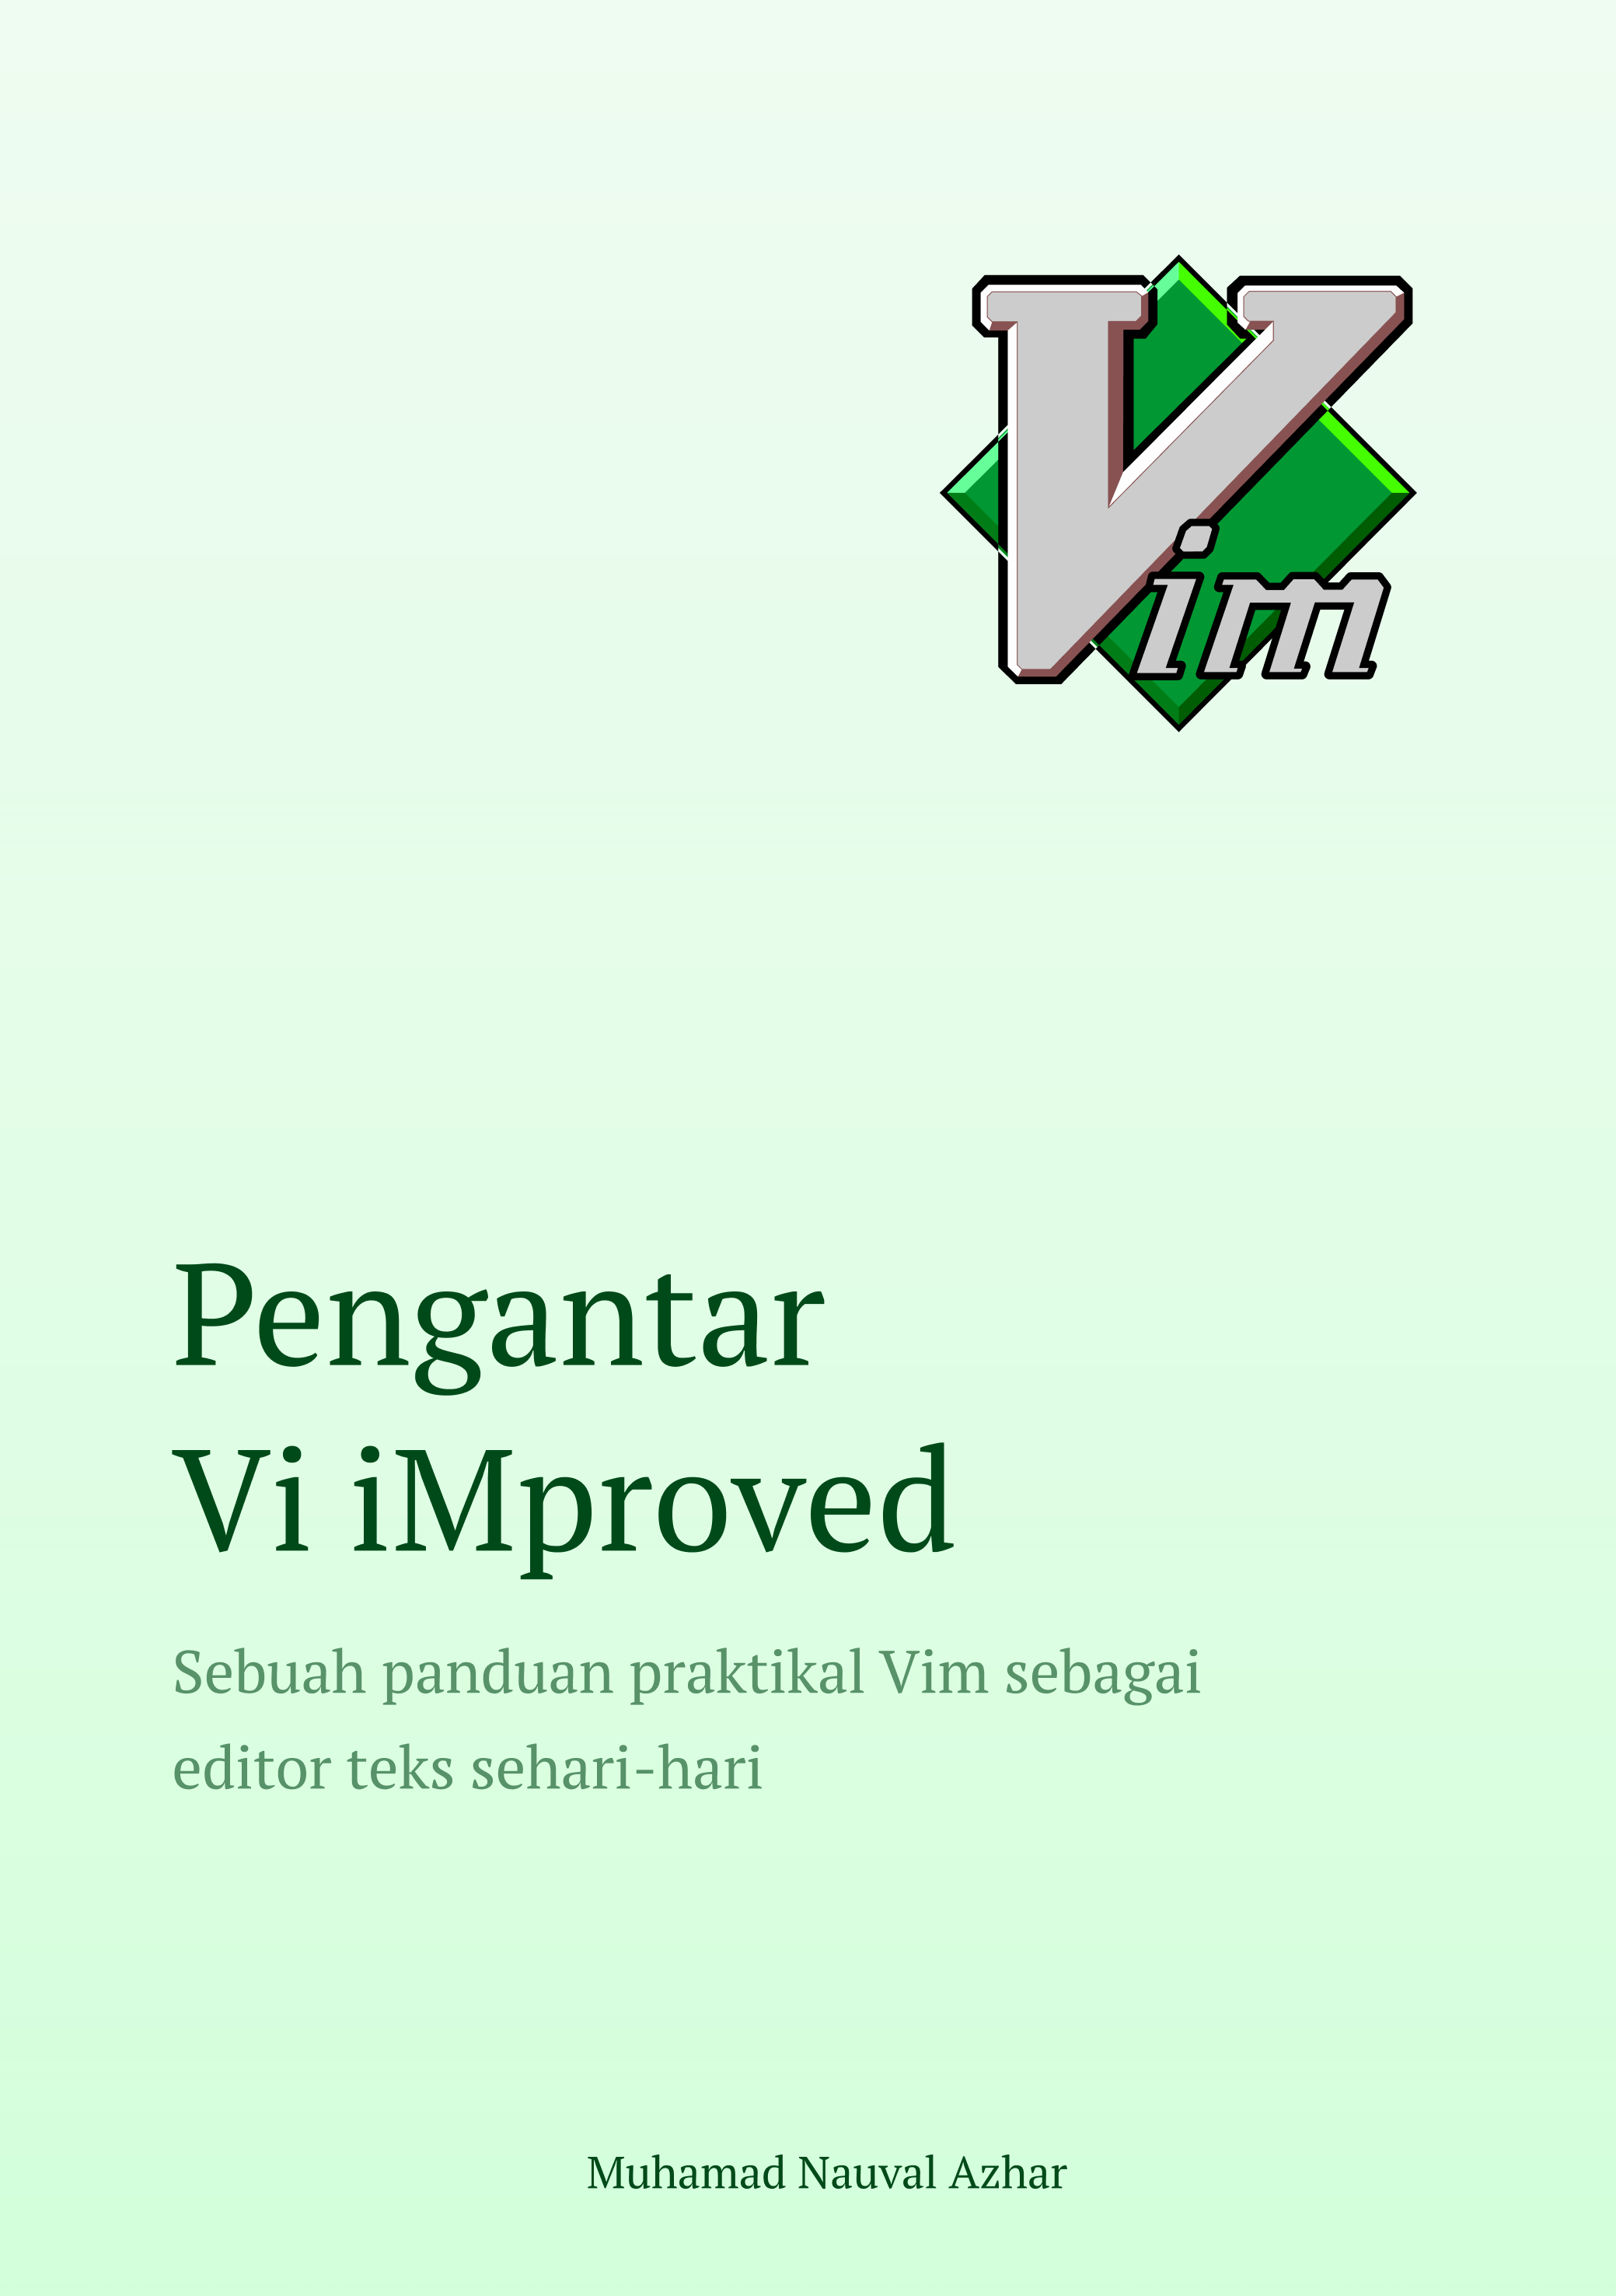 Vim
Pengantar
Vi iMproved
Sebuah panduan praktikal Vim sebagai
editor teks sehari-hari
Muhamad Nauval Azhar